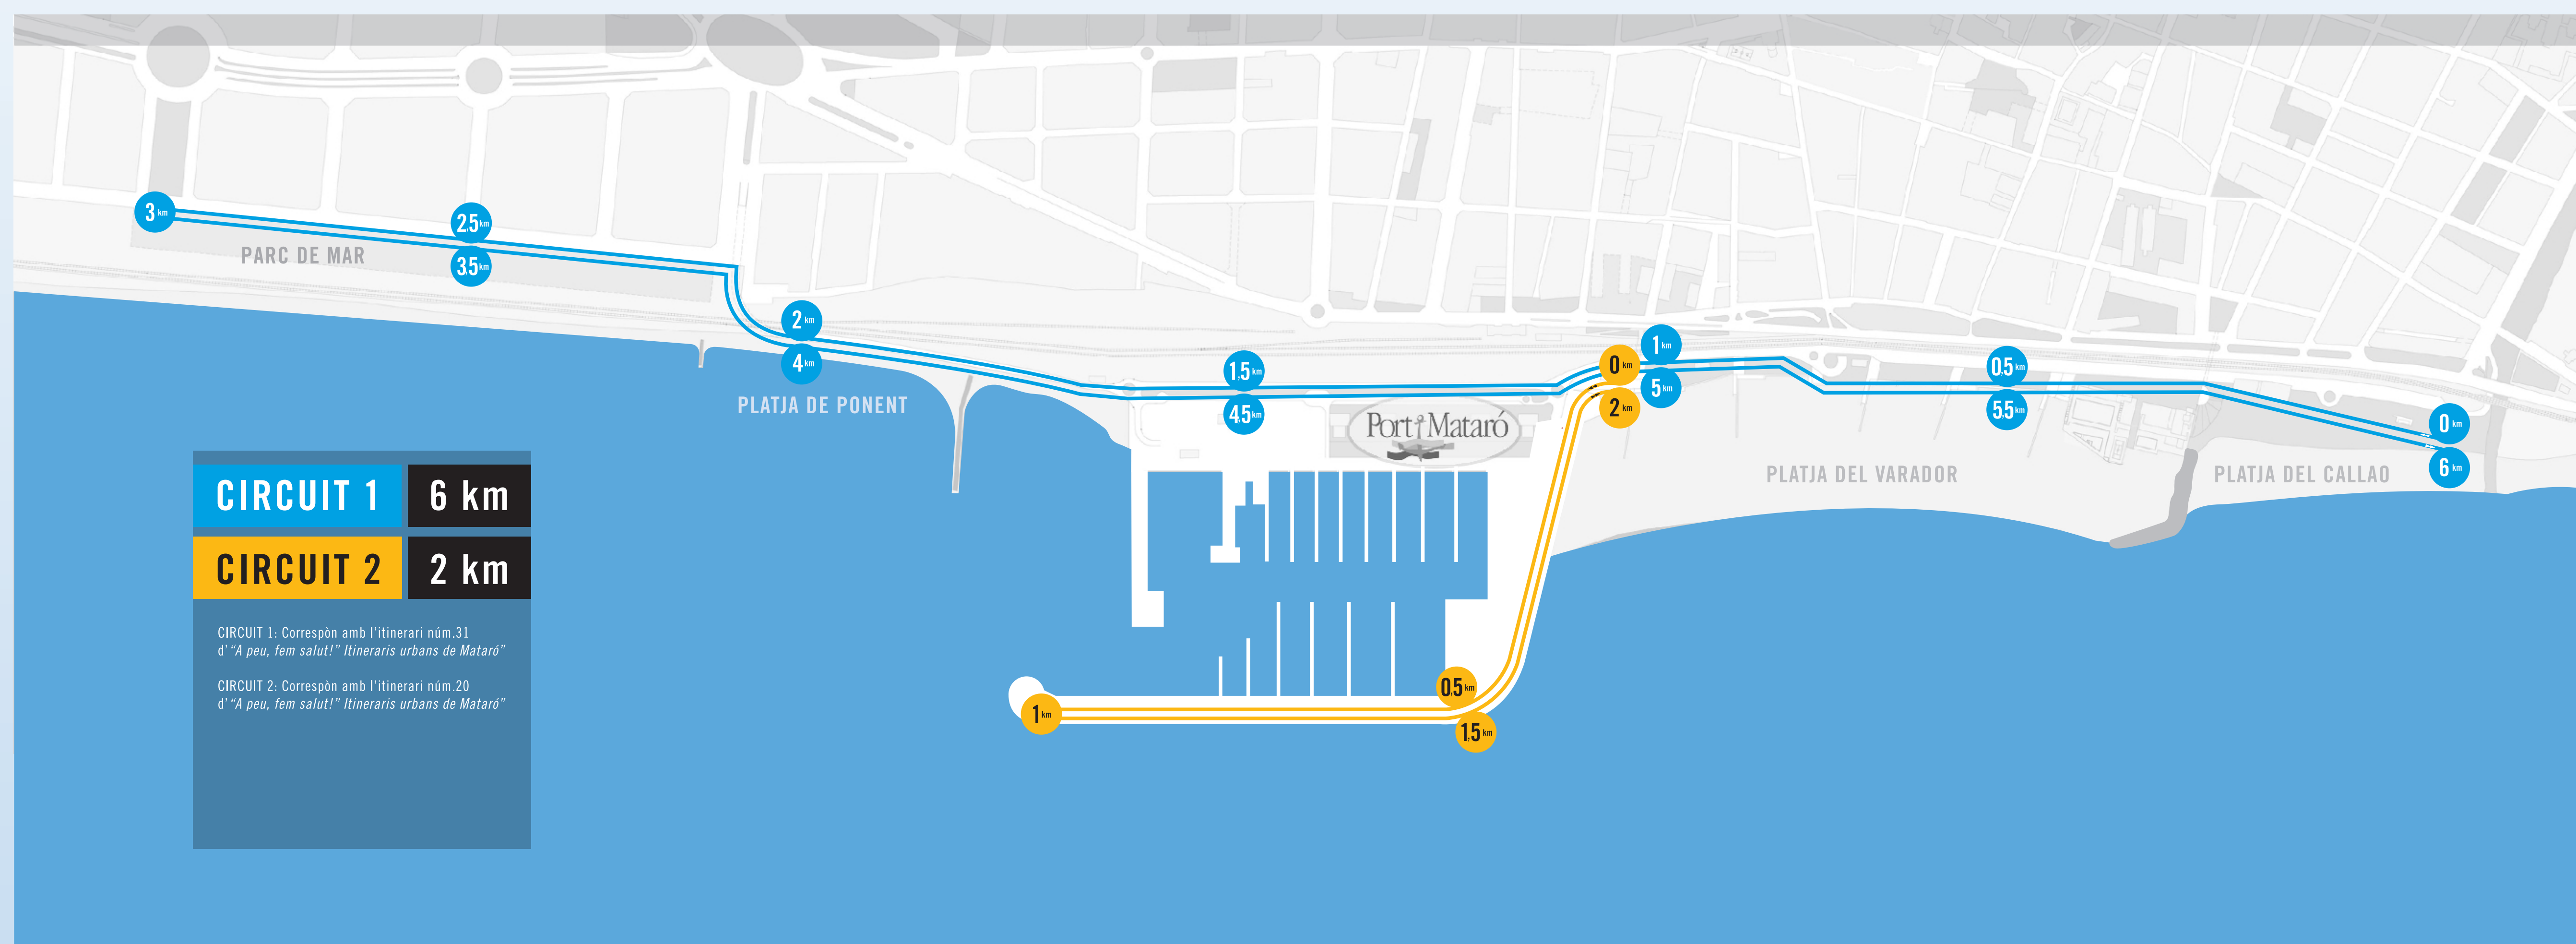 3 km
2,5 km
3,5 km
PARC DE MAR
2 km
4 km
PLATJA DE PONENT
1,5 km
4,5 km
Port Mataró
0 km
2 km
1 km
5 km
0,5 km
5,5 km
PLATJA DEL VARADOR
PLATJA DEL CALLAO
0 km
6 km
0,5 km
1,5 km
1 km
CIRCUIT 1 6 km
CIRCUIT 2 2 km
CIRCUIT 1: Correspòn amb l’itinerari núm.31
d’“A peu, fem salut!” Itineraris urbans de Mataró”
CIRCUIT 2: Correspòn amb l’itinerari núm.20
d’“A peu, fem salut!” Itineraris urbans de Mataró”